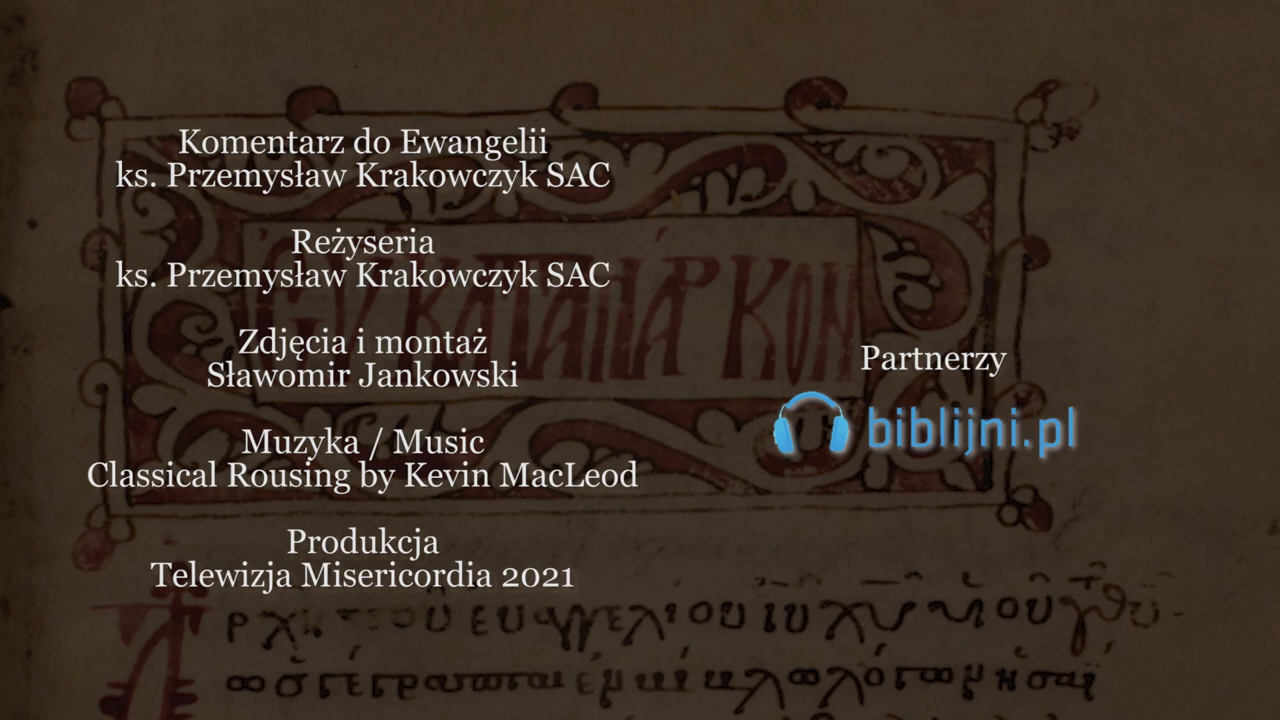 Komentarz do Ewangelii
ks. Przemysław Krakowczyk SAC
Reżyseria
ks. Przemysław Krakowczyk SAC
Zdjęcia i montaż
Sławomir Jankowski
Muzyka / Music
Classical Rousing by Kevin MacLeod
Produkcja
Telewizja Misericordia 2021
Partnerzy
biblijni.pl